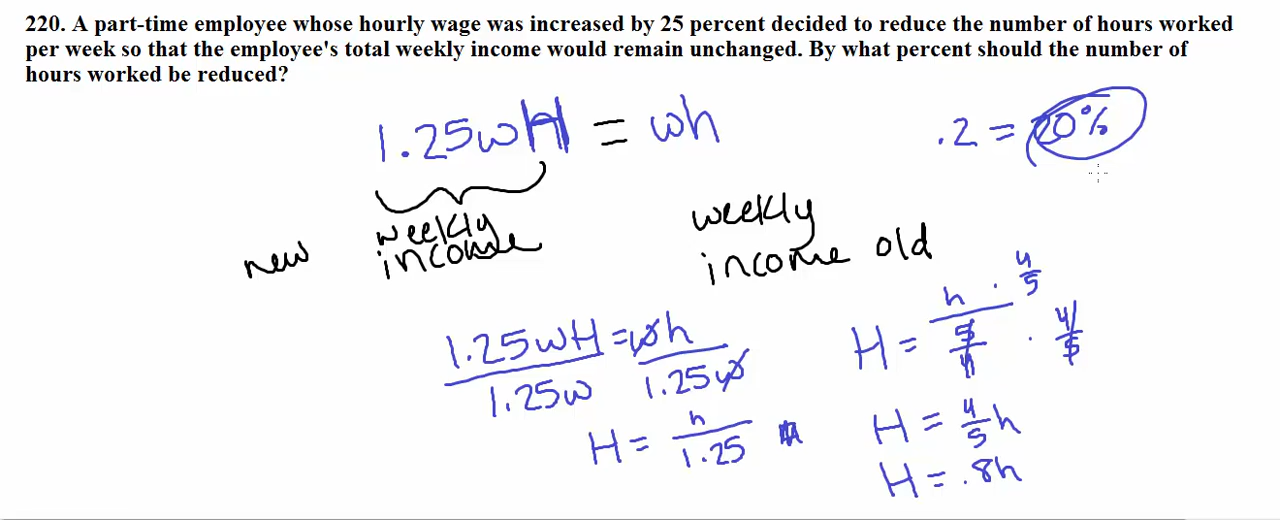 220. A part-time employee whose hourly wage was increased by 25 percent decided to reduce the number of hours worked
per week so that the employee's total weekly income would remain unchanged. By what percent should the number of
hours worked be reduced?
1.25wH = wh
.2 = 20%
new weekly income
weekly income old
1.25wH = wh
1.25w 1.25w
H = h / 1.25
H = h · 4/5
5/4 · 4/5
H = 4/5 h
H = .8h